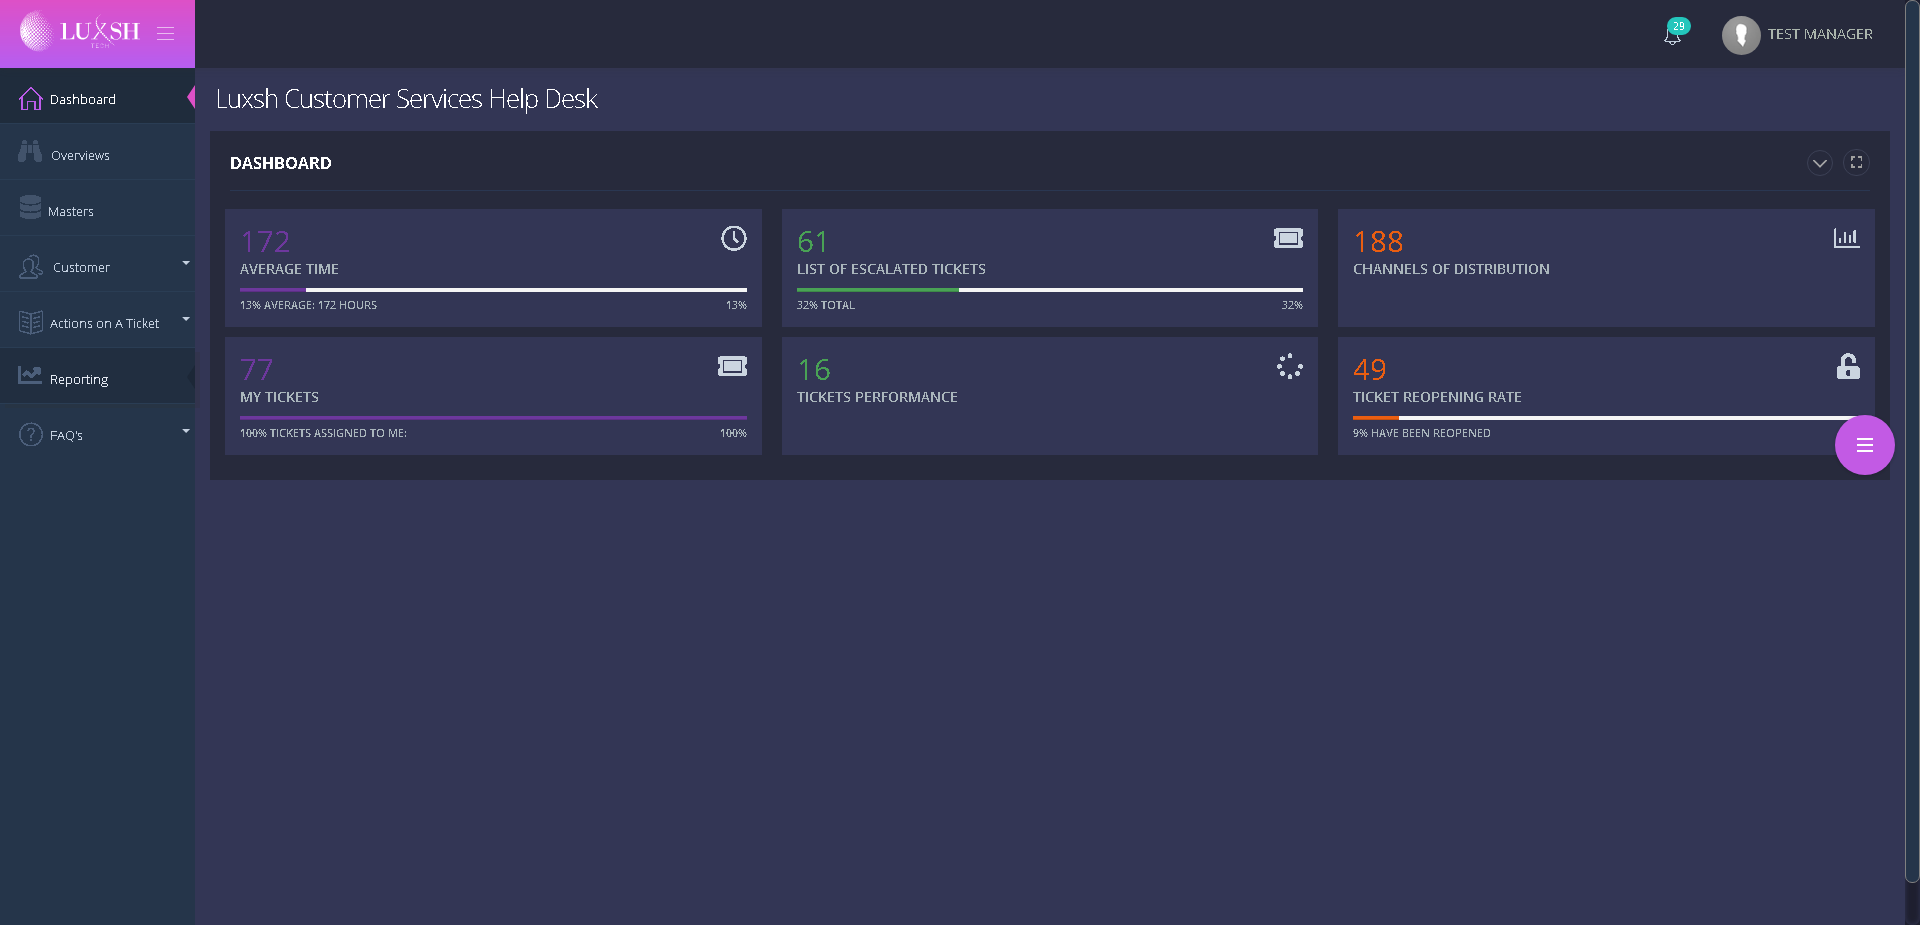 LUXSH
TECH
29
TEST MANAGER
Dashboard
Overviews
Masters
Customer
Actions on A Ticket
Reporting
FAQ's
Luxsh Customer Services Help Desk
DASHBOARD
172
AVERAGE TIME
13% AVERAGE: 172 HOURS 13%
61
LIST OF ESCALATED TICKETS
32% TOTAL 32%
188
CHANNELS OF DISTRIBUTION
77
MY TICKETS
100% TICKETS ASSIGNED TO ME: 100%
16
TICKETS PERFORMANCE
49
TICKET REOPENING RATE
9% HAVE BEEN REOPENED